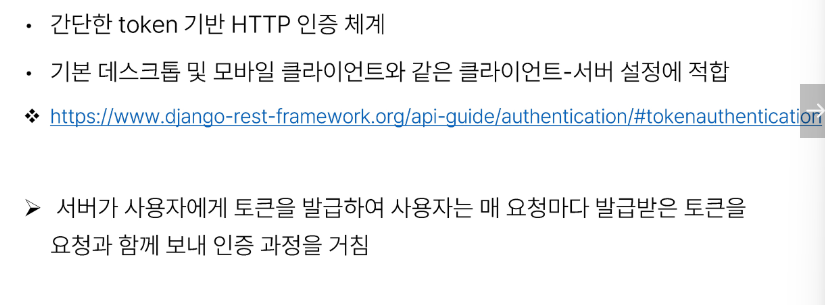 • 간단한 token 기반 HTTP 인증 체계
• 기본 데스크톱 및 모바일 클라이언트와 같은 클라이언트-서버 설정에 적합
❖ https://www.django-rest-framework.org/api-guide/authentication/#tokenauthentication
➢ 서버가 사용자에게 토큰을 발급하여 사용자는 매 요청마다 발급받은 토큰을
요청과 함께 보내 인증 과정을 거침